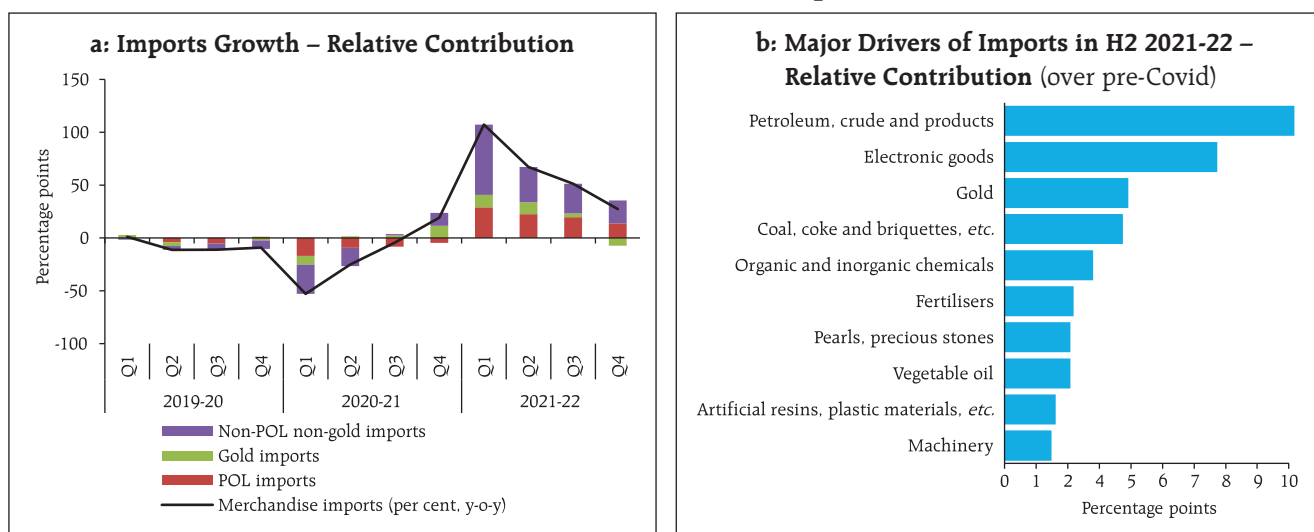 a: Imports Growth – Relative Contribution
Percentage points
150
100
50
0
-50
-100
Q1 Q2 Q3 Q4 Q1 Q2 Q3 Q4 Q1 Q2 Q3 Q4
2019-20 2020-21 2021-22
Non-POL non-gold imports
Gold imports
POL imports
Merchandise imports (per cent, y-o-y)
b: Major Drivers of Imports in H2 2021-22 –
Relative Contribution (over pre-Covid)
Petroleum, crude and products
Electronic goods
Gold
Coal, coke and briquettes, etc.
Organic and inorganic chemicals
Fertilisers
Pearls, precious stones
Vegetable oil
Artificial resins, plastic materials, etc.
Machinery
0 1 2 3 4 5 6 7 8 9 10
Percentage points